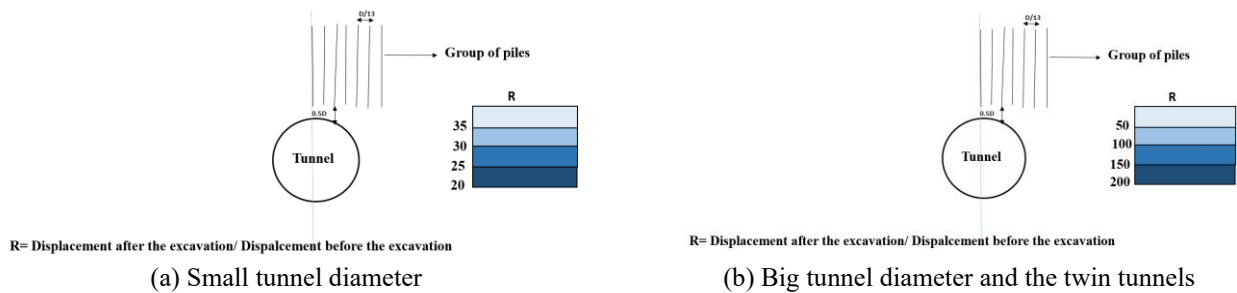 D/13
Group of piles
R
0.5D
35
30
25
20
Tunnel
R= Displacement after the excavation/ Dispalcement before the excavation
(a) Small tunnel diameter
D/13
Group of piles
R
0.5D
50
100
150
200
Tunnel
R= Displacement after the excavation/ Dispalcement before the excavation
(b) Big tunnel diameter and the twin tunnels